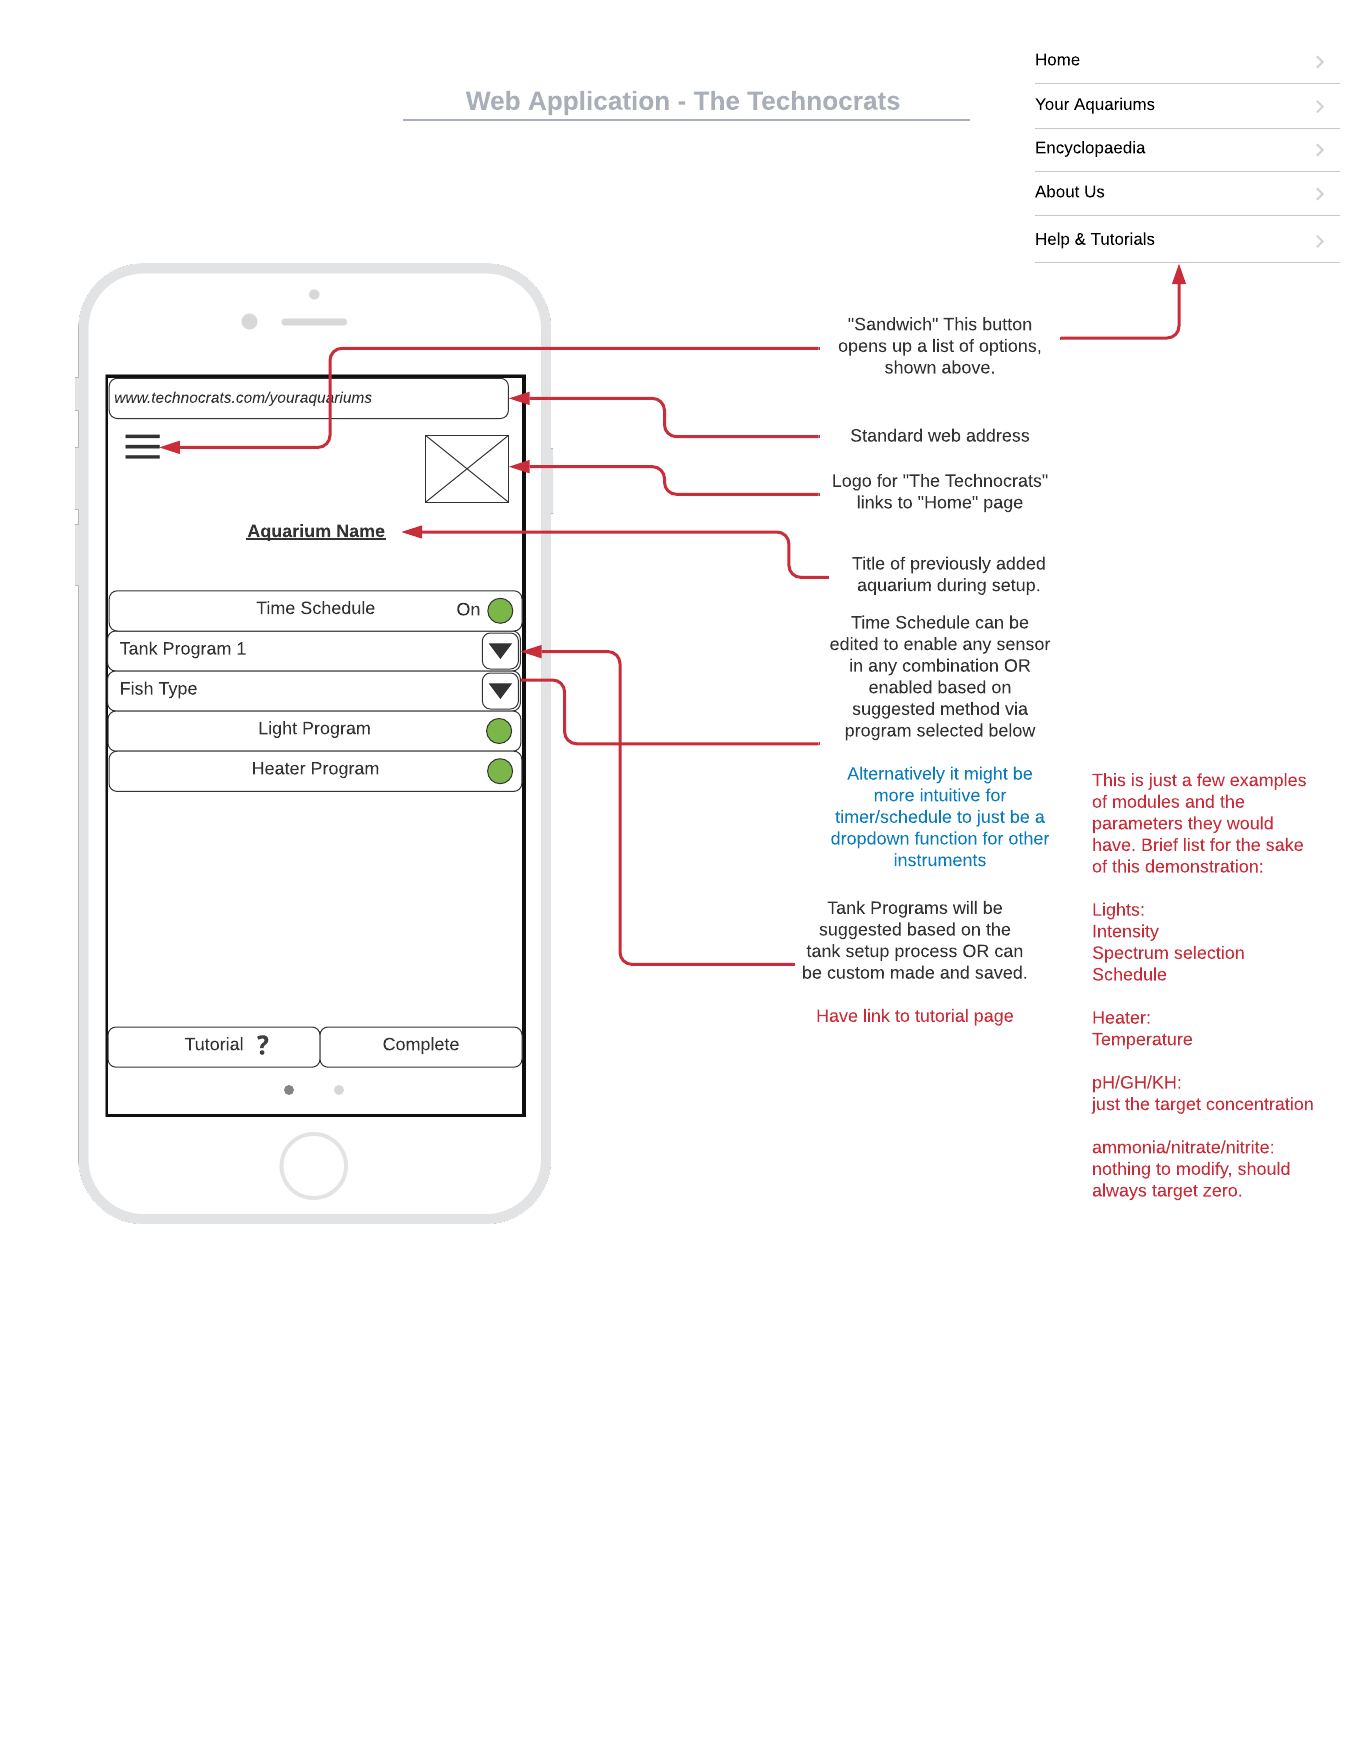 Web Application - The Technocrats
Home
Your Aquariums
Encyclopaedia
About Us
Help & Tutorials
www.technocrats.com/youraquariums
Aquarium Name
Time Schedule On
Tank Program 1
Fish Type
Light Program
Heater Program
Tutorial ?
Complete
"Sandwich" This button
opens up a list of options,
shown above.
Standard web address
Logo for "The Technocrats"
links to "Home" page
Title of previously added
aquarium during setup.
Time Schedule can be
edited to enable any sensor
in any combination OR
enabled based on
suggested method via
program selected below
Alternatively it might be
more intuitive for
timer/schedule to just be a
dropdown function for other
instruments
Tank Programs will be
suggested based on the
tank setup process OR can
be custom made and saved.
Have link to tutorial page
This is just a few examples
of modules and the
parameters they would
have. Brief list for the sake
of this demonstration:
Lights:
Intensity
Spectrum selection
Schedule
Heater:
Temperature
pH/GH/KH:
just the target concentration
ammonia/nitrate/nitrite:
nothing to modify, should
always target zero.